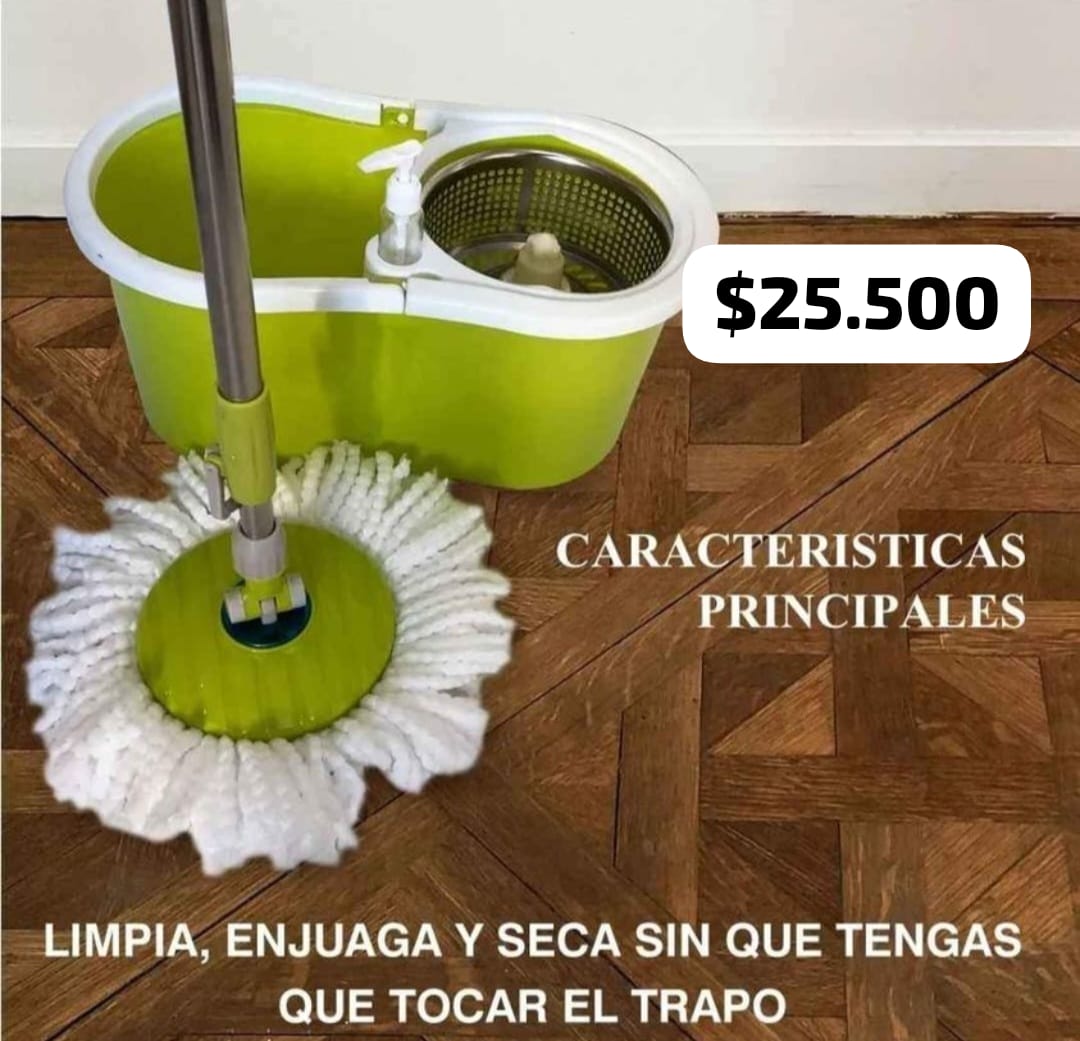 $25.500
CARACTERISTICAS
PRINCIPALES
LIMPIA, ENJUAGA Y SECA SIN QUE TENGAS
QUE TOCAR EL TRAPO